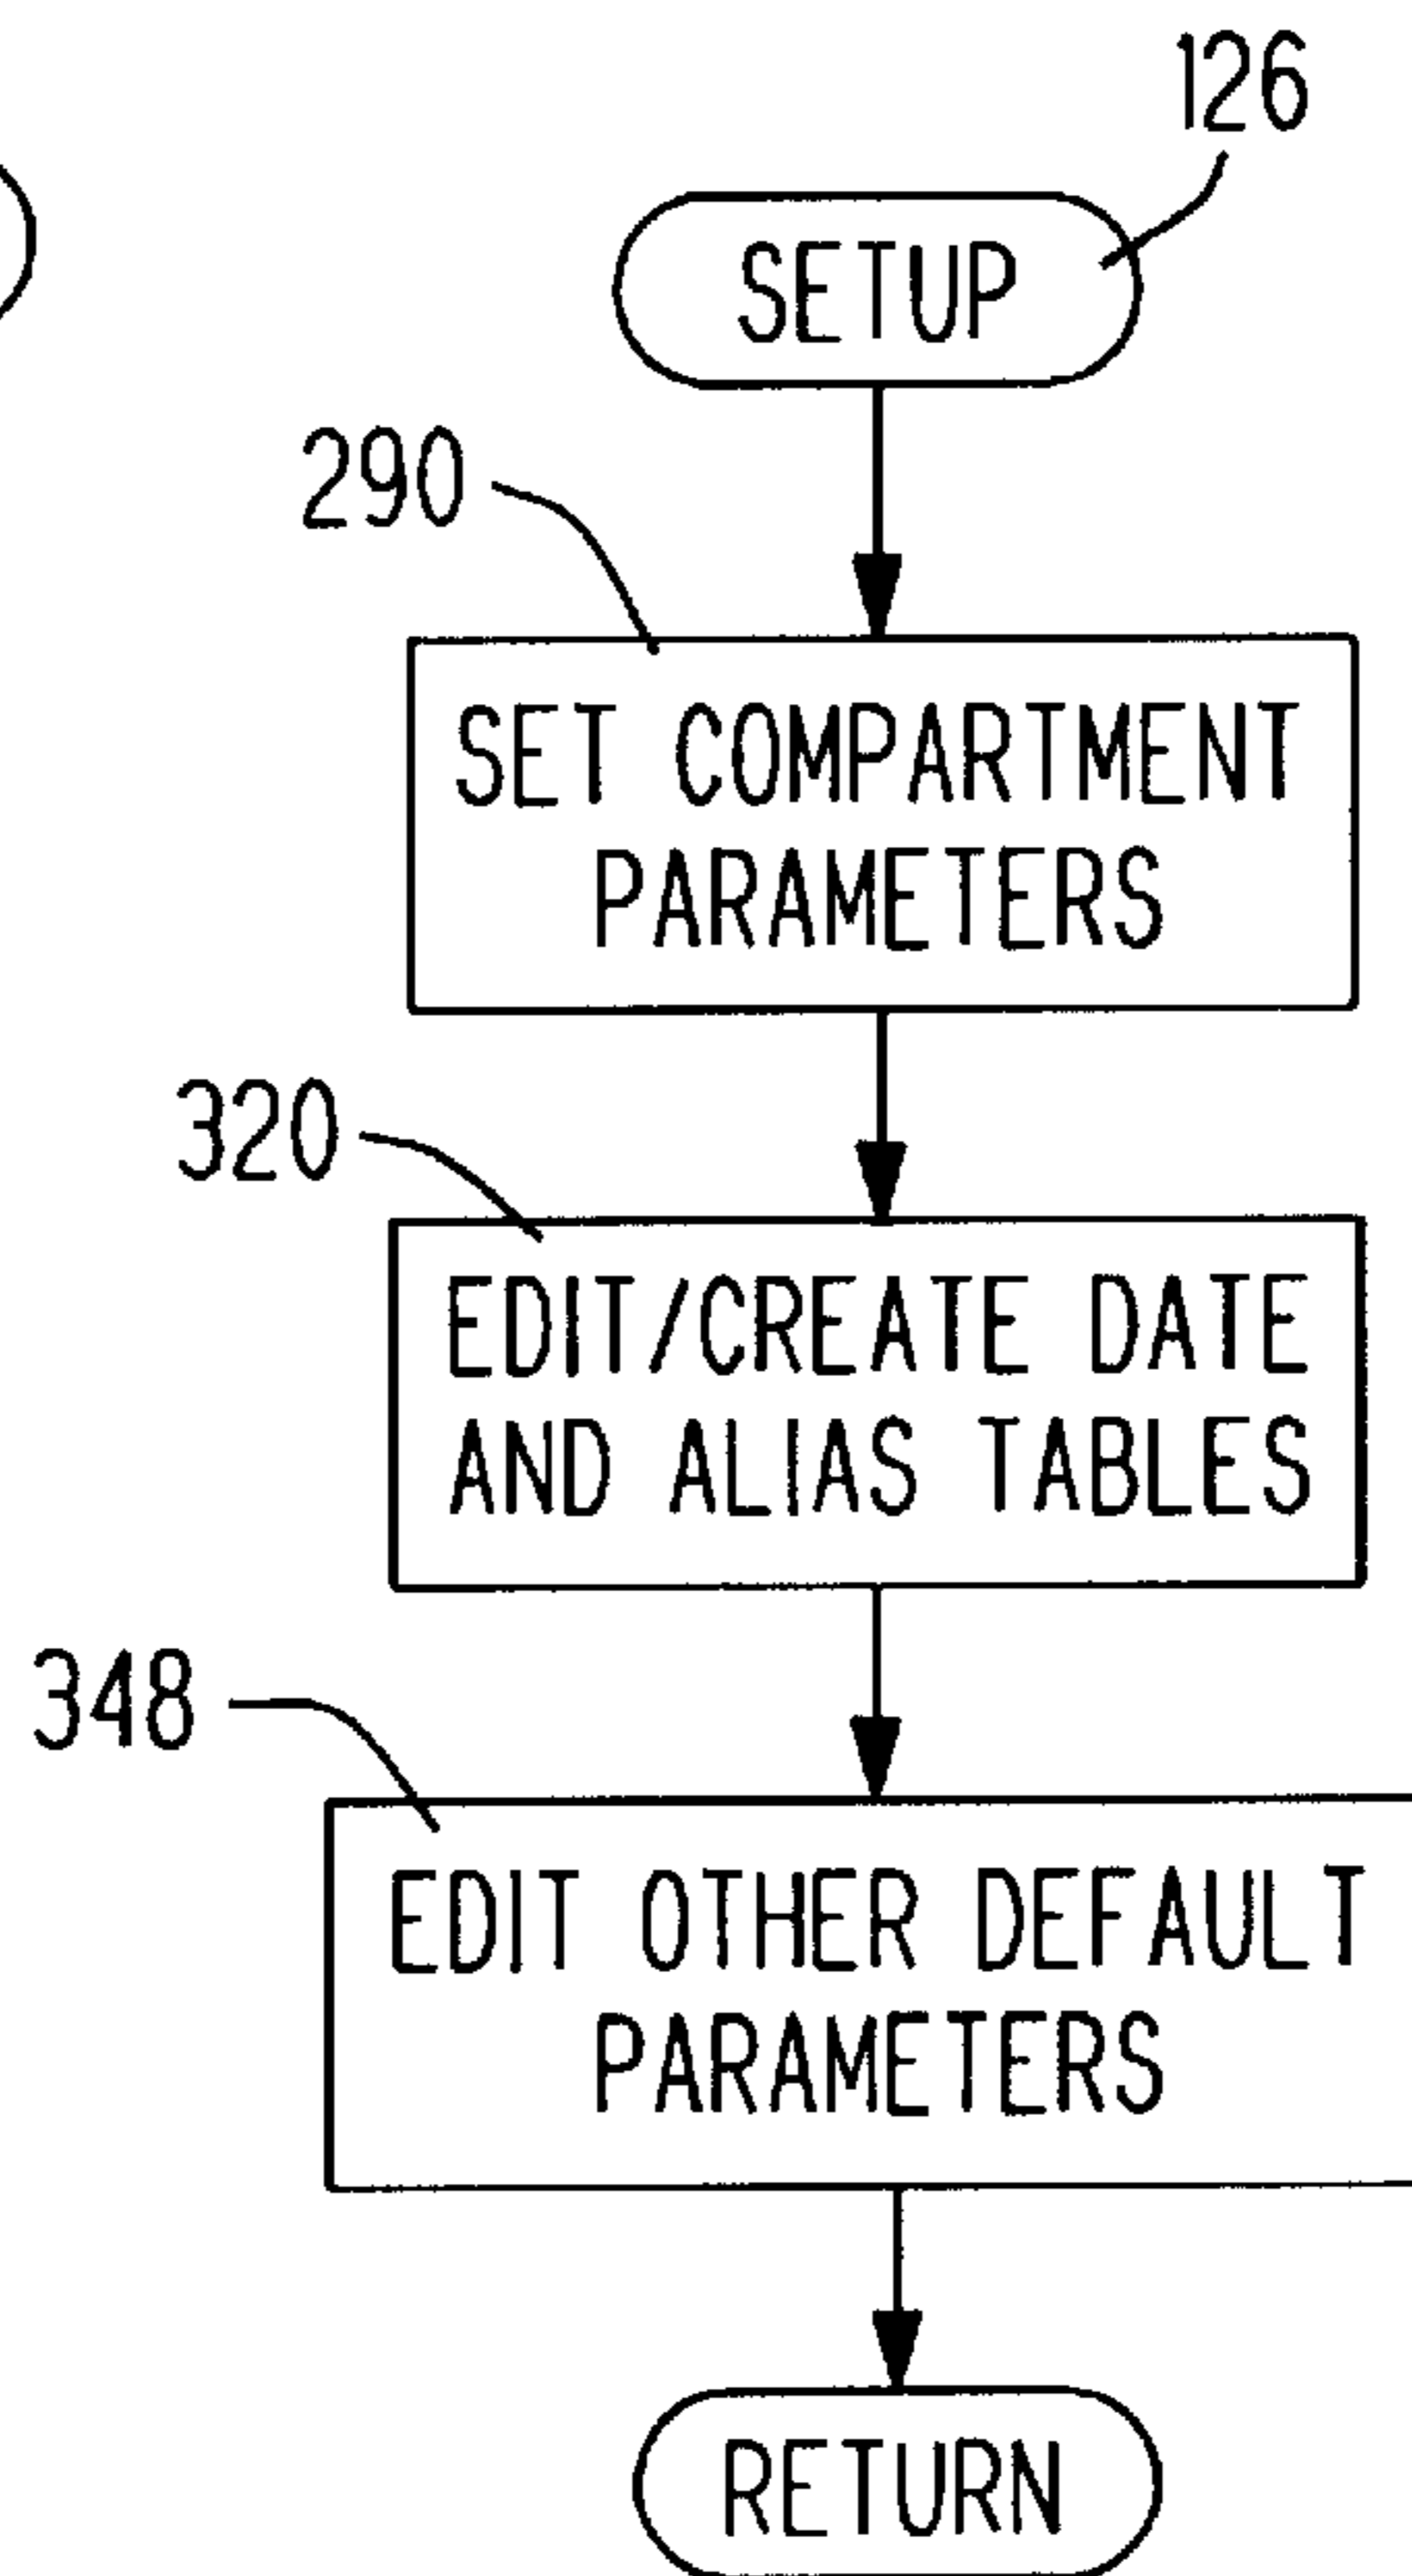 126
SETUP
290
SET COMPARTMENT
PARAMETERS
320
EDIT/CREATE DATE
AND ALIAS TABLES
348
EDIT OTHER DEFAULT
PARAMETERS
RETURN